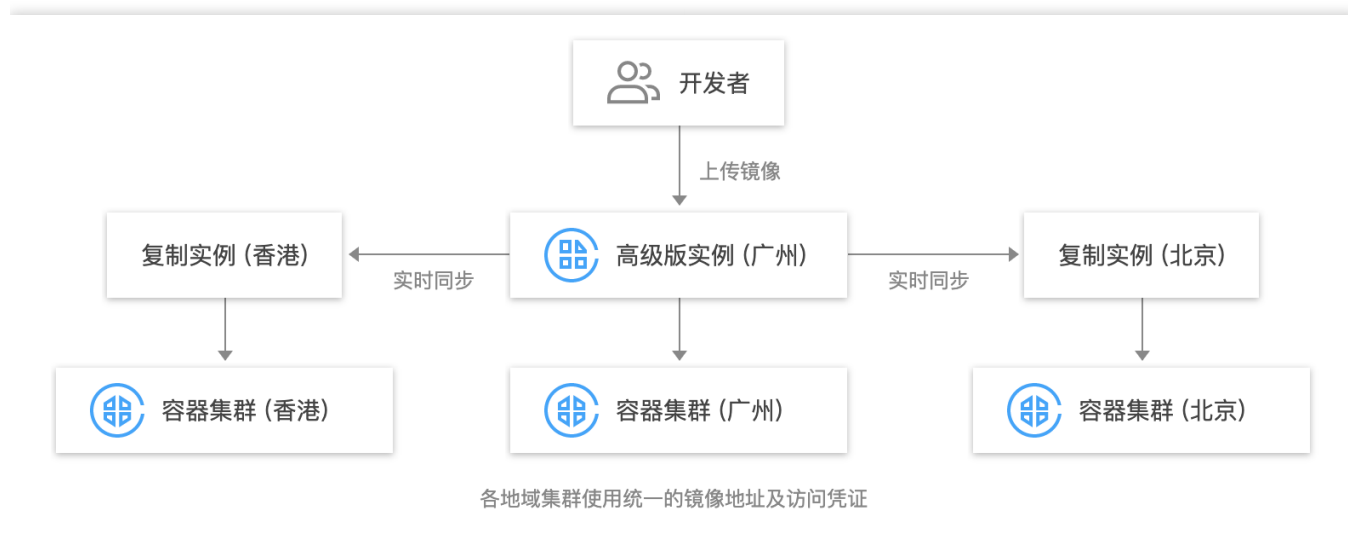 开发者
上传镜像
复制实例（香港）
高级版实例（广州）
复制实例（北京）
实时同步
实时同步
容器集群（香港）
容器集群（广州）
容器集群（北京）
各地域集群使用统一的镜像地址及访问凭证